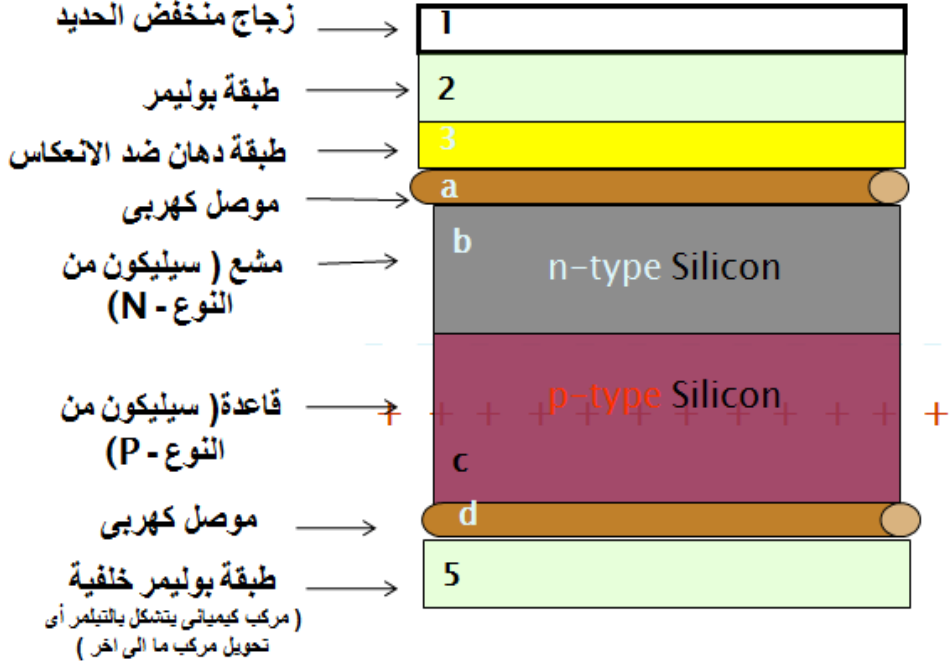 زجاج منخفض الحديد
1
طبقة بوليمر
2
طبقة دهان ضد الانعكاس
3
موصل كهربى
a
مشع ( سيليكون من
النوع - N)
b
n-type Silicon
قاعدة( سيليكون من
النوع - P)
p-type Silicon
c
موصل كهربى
d
طبقة بوليمر خلفية
( مركب كيميائى يتشكل بالتبلمر أى
تحويل مركب ما الى اخر )
5